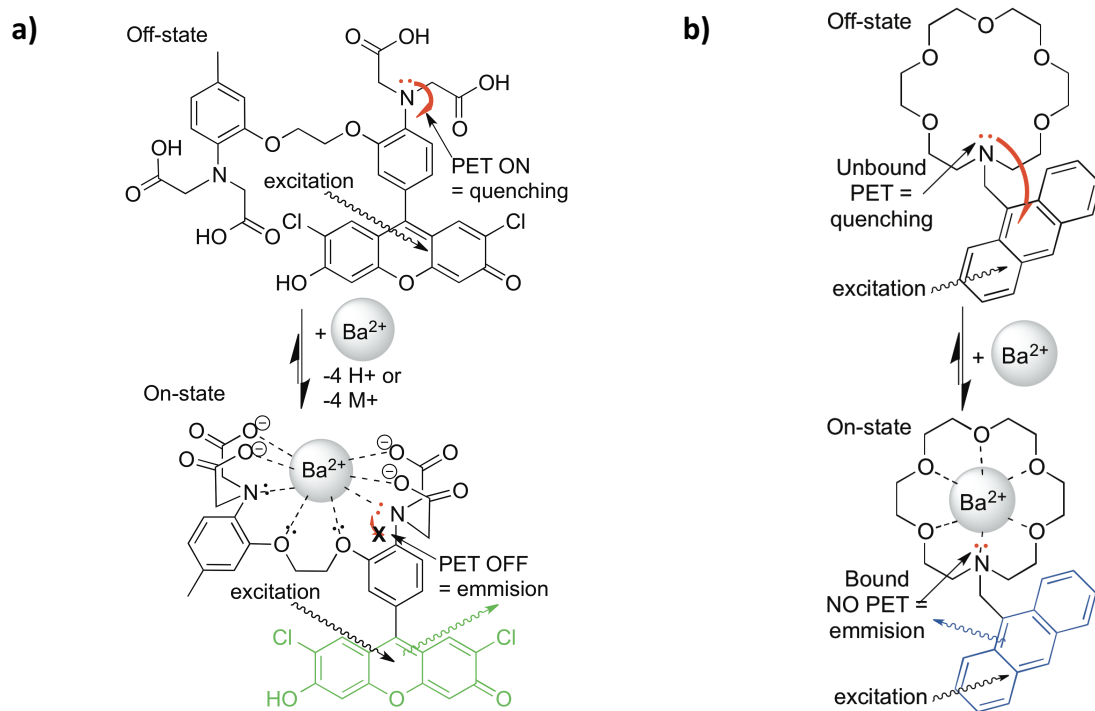 a)
Off-state
O
OH
OH
N
O
O
O
OH
O
N
O
HO
O
PET ON
= quenching
excitation
Cl
Cl
HO
O
O
+
Ba2+
-4 H+ or
-4 M+
On-state
O
O
O
O
Ba2+
O
O
O
O
N
N
X
O
O
PET OFF
= emmision
excitation
Cl
Cl
HO
O
O
b)
Off-state
O
O
O
O
O
N
Unbound
PET =
quenching
excitation
+
Ba2+
On-state
O
O
O
Ba2+
O
O
N
Bound
NO PET =
emmision
excitation